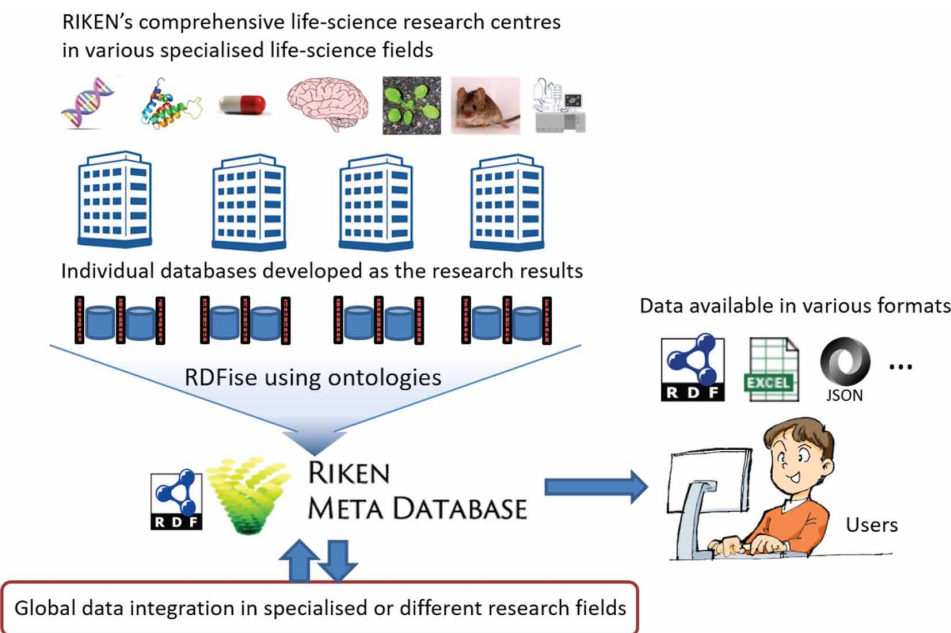 RIKEN's comprehensive life-science research centres
in various specialised life-science fields
Individual databases developed as the research results
RDFise using ontologies
Data available in various formats
RDF
EXCEL
JSON
...
RDF
RIKEN
META DATABASE
Users
Global data integration in specialised or different research fields